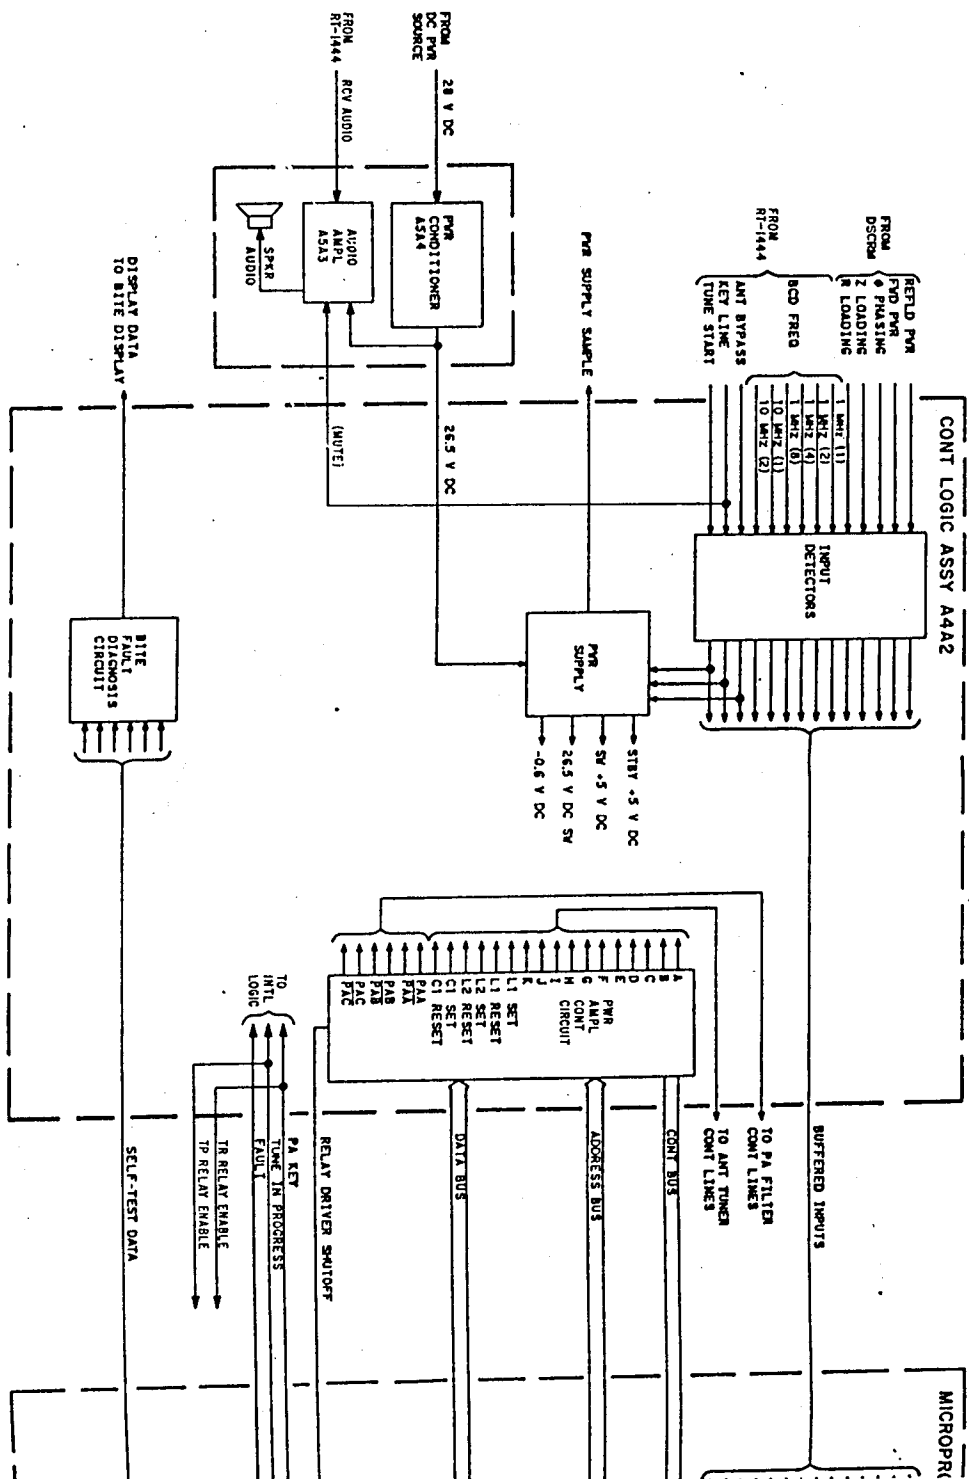 CONT LOGIC ASSY A4A2
MICROPRO
FROM
DSCRM
REFLD PWR
FWD PWR
Φ PHASING
Z LOADING
R LOADING
FROM
RT-1444
BCD FREQ
1 MHZ (1)
1 MHZ (2)
1 MHZ (4)
1 MHZ (8)
10 MHZ (1)
10 MHZ (2)
ANT BYPASS
KEY LINE
TUNE START
INPUT
DETECTORS
BUFFERED INPUTS
PWR SUPPLY SAMPLE
PWR
SUPPLY
STBY +5 V DC
SW +5 V DC
26.5 V DC SW
-0.6 V DC
FROM
DC PWR
SOURCE
28 V DC
PWR
CONDITIONER
A5A4
26.5 V DC
FROM
RT-1444
RCV AUDIO
AUDIO
AMPL
A5A3
(MUTE)
SPKR
AUDIO
TO PA FILTER
CONT LINES
TO ANT TUNER
CONT LINES
A
B
C
D
E
F
G
H
I
J
K
L1 SET
L1 RESET
L2 SET
L2 RESET
C1 SET
C1 RESET
PAA
PAA
PAB
PAB
PAC
PAC
PWR
AMPL
CONT
CIRCUIT
CONT BUS
ADDRESS BUS
DATA BUS
RELAY DRIVER SHUTOFF
TO
INTL
LOGIC
PA KEY
TUNE IN PROGRESS
FAULT
TR RELAY ENABLE
TP RELAY ENABLE
DISPLAY DATA
TO BITE DISPLAY
BITE
FAULT
DIAGNOSIS
CIRCUIT
SELF-TEST DATA